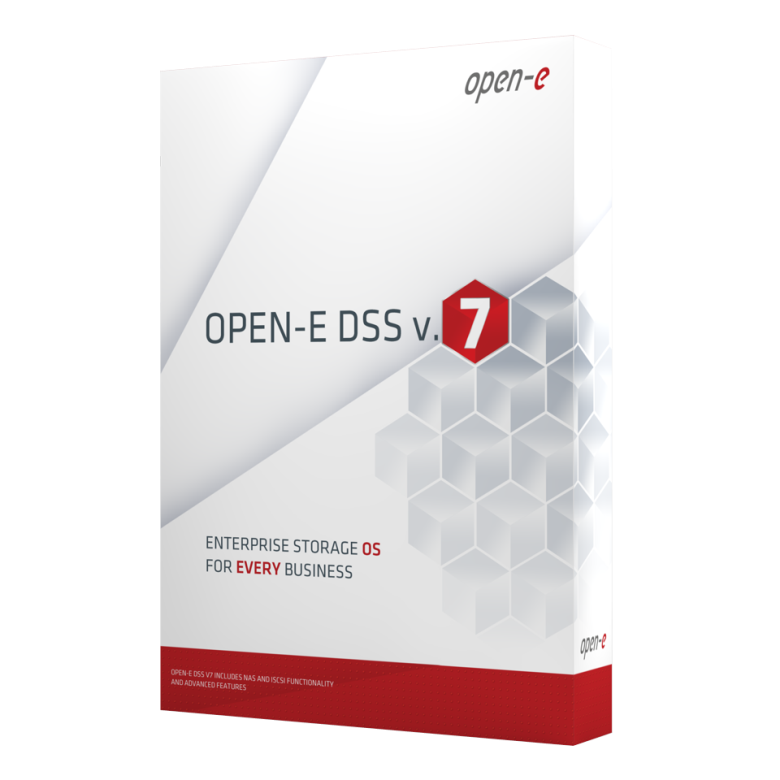 open-e
OPEN-E DSS v.7
ENTERPRISE STORAGE OS
FOR EVERY BUSINESS
open-e
OPEN-E DSS V7 INCLUDES NAS AND ISCSI FUNCTIONALITY
AND ADVANCED FEATURES